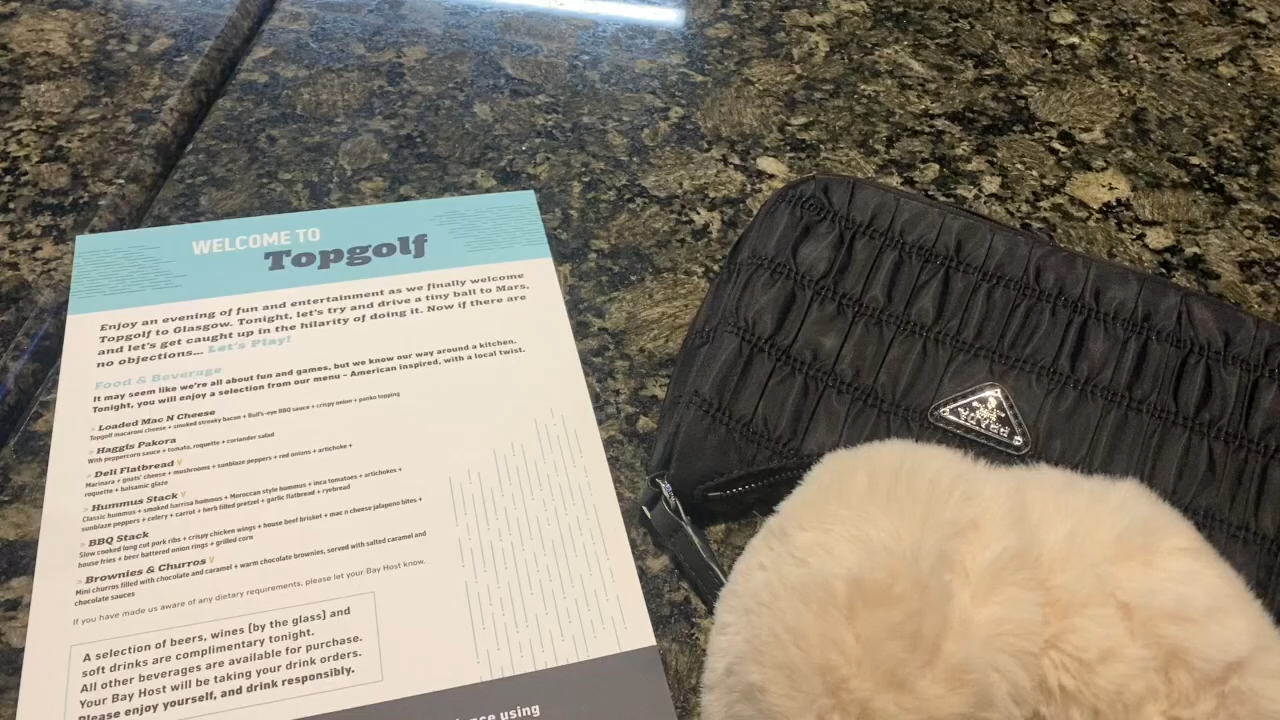 WELCOME TO
Topgolf
Enjoy an evening of fun and entertainment as we finally welcome
Topgolf to Glasgow. Tonight, let's try and drive a tiny ball to Mars,
and let's get caught up in the hilarity of doing it. Now if there are
no objections... Let's Play!
Food & Beverage
It may seem like we're all about fun and games, but we know our way around a kitchen.
Tonight, you will enjoy a selection from our menu – American inspired, with a local twist.
» Loaded Mac N Cheese
Topgolf macaroni cheese + smoked streaky bacon + Bull's-eye BBQ sauce + crispy onion + panko topping
» Haggis Pakora
With peppercorn sauce + tomato, roquette + coriander salad
» Deli Flatbread V
Marinara + goats' cheese + mushrooms + sunblaze peppers + red onions + artichoke +
roquette + balsamic glaze
» Hummus Stack V
Classic hummus + smoked harrisa hummus + Moroccan style hummus + inca tomatoes + artichokes +
sunblaze peppers + celery + carrot + herb filled pretzel + garlic flatbread + ryebread
» BBQ Stack
Slow cooked long cut pork ribs + crispy chicken wings + house beef brisket + mac n cheese jalapeno bites +
house fries + beer battered onion rings + grilled corn
» Brownies & Churros V
Mini churros filled with chocolate and caramel + warm chocolate brownies, served with salted caramel and
chocolate sauces
If you have made us aware of any dietary requirements, please let your Bay Host know.
A selection of beers, wines (by the glass) and
soft drinks are complimentary tonight.
All other beverages are available for purchase.
Your Bay Host will be taking your drink orders.
Please enjoy yourself, and drink responsibly.
using
PRADA